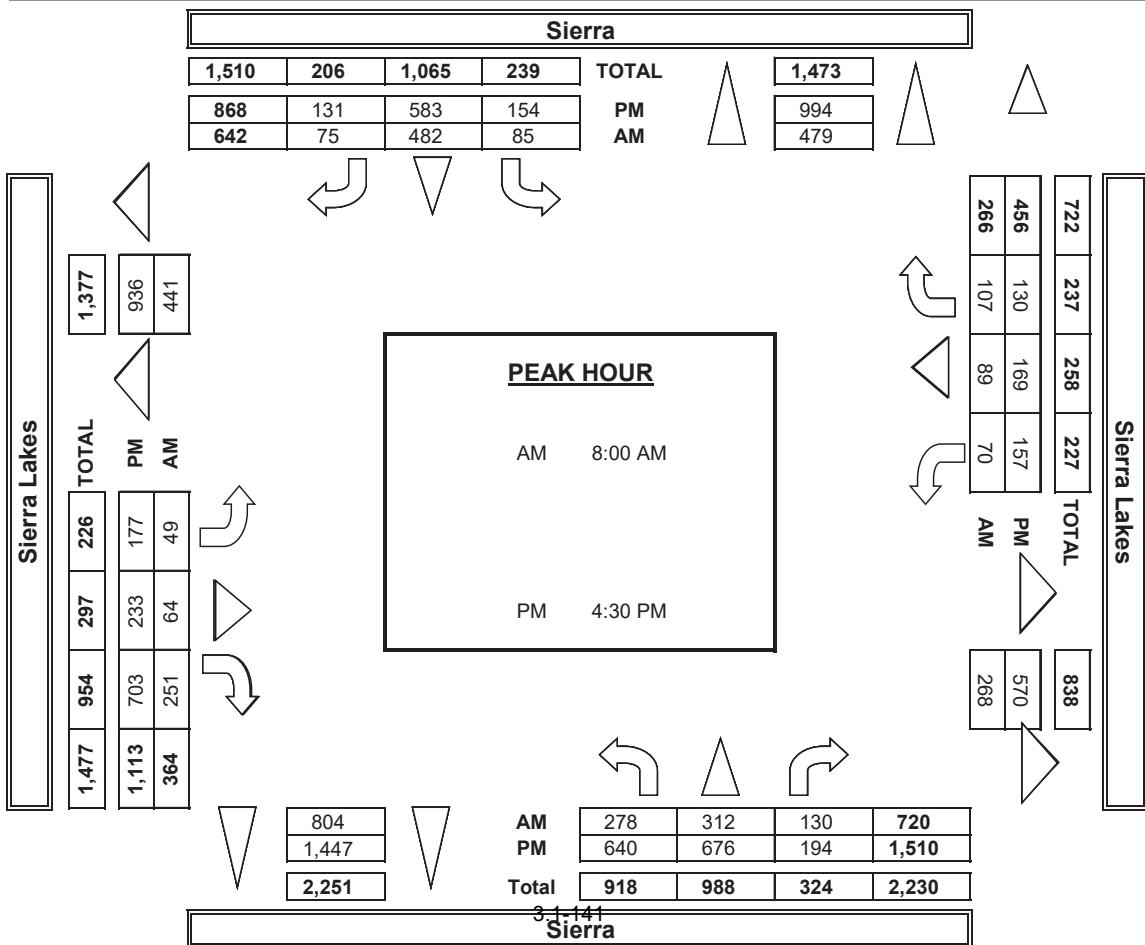 Sierra
1,510 206 1,065 239 TOTAL 1,473
868 131 583 154 PM 994
642 75 482 85 AM 479
Sierra Lakes
1,377
936
441
TOTAL 226 297 954 1,477
PM 177 233 703 1,113
AM 49 64 251 364
PEAK HOUR
AM 8:00 AM
PM 4:30 PM
722 237 258 227 TOTAL
456 130 169 157 PM
266 107 89 70 AM
838
570
268
Sierra Lakes
804 AM 278 312 130 720
1,447 PM 640 676 194 1,510
2,251 Total 918 988 324 2,230
3.1-141
Sierra